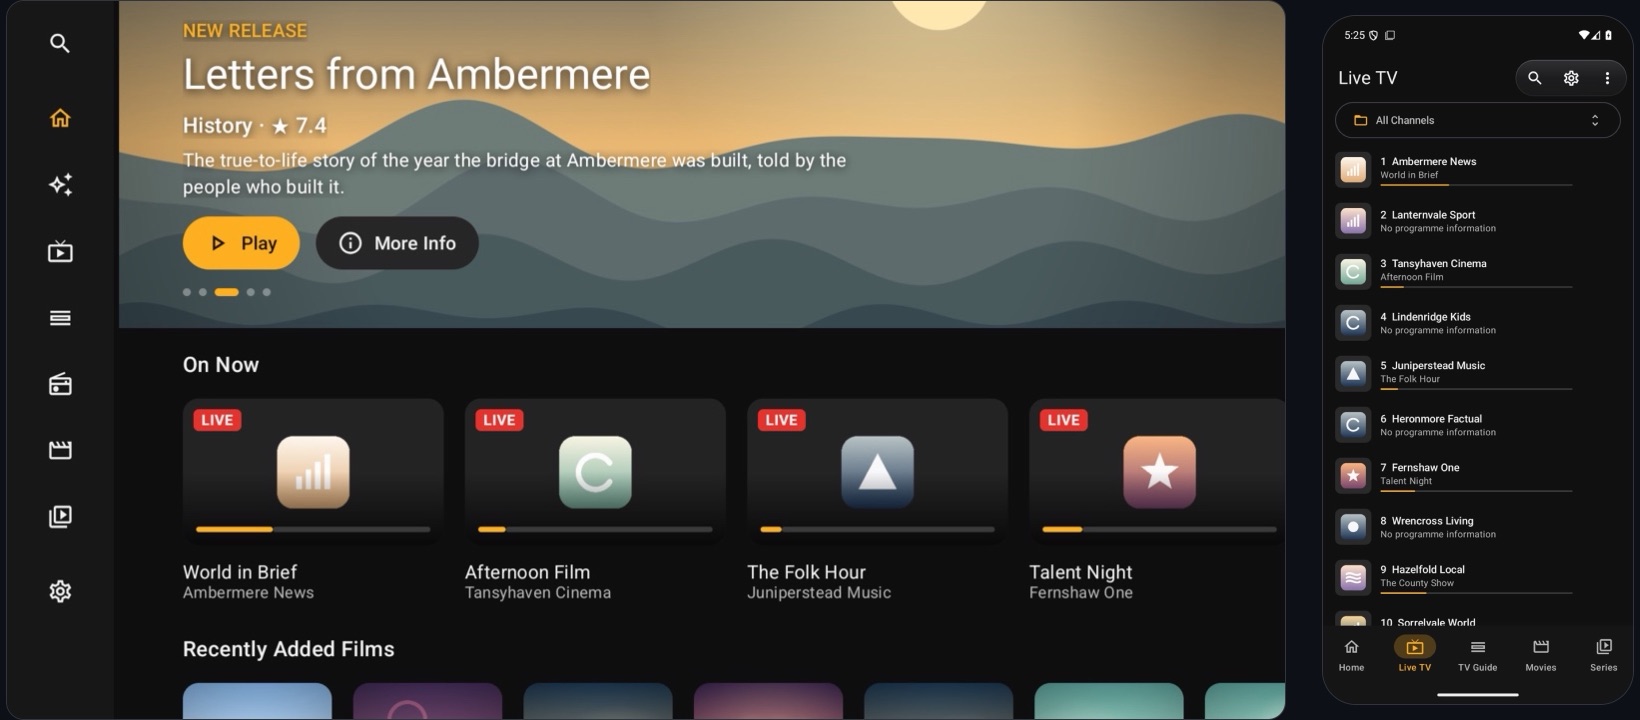 NEW RELEASE
Letters from Ambermere
History · ★ 7.4
The true-to-life story of the year the bridge at Ambermere was built, told by the
people who built it.
Play
More Info
On Now
LIVE
LIVE
LIVE
LIVE
World in Brief
Ambermere News
Afternoon Film
Tansyhaven Cinema
The Folk Hour
Juniperstead Music
Talent Night
Fernshaw One
Recently Added Films
5:25
Live TV
All Channels
1 Ambermere News
World in Brief
2 Lanternvale Sport
No programme information
3 Tansyhaven Cinema
Afternoon Film
4 Lindenridge Kids
No programme information
5 Juniperstead Music
The Folk Hour
6 Heronmore Factual
No programme information
7 Fernshaw One
Talent Night
8 Wrencross Living
No programme information
9 Hazelfold Local
The County Show
10 Sorrelvale World
Home
Live TV
TV Guide
Movies
Series